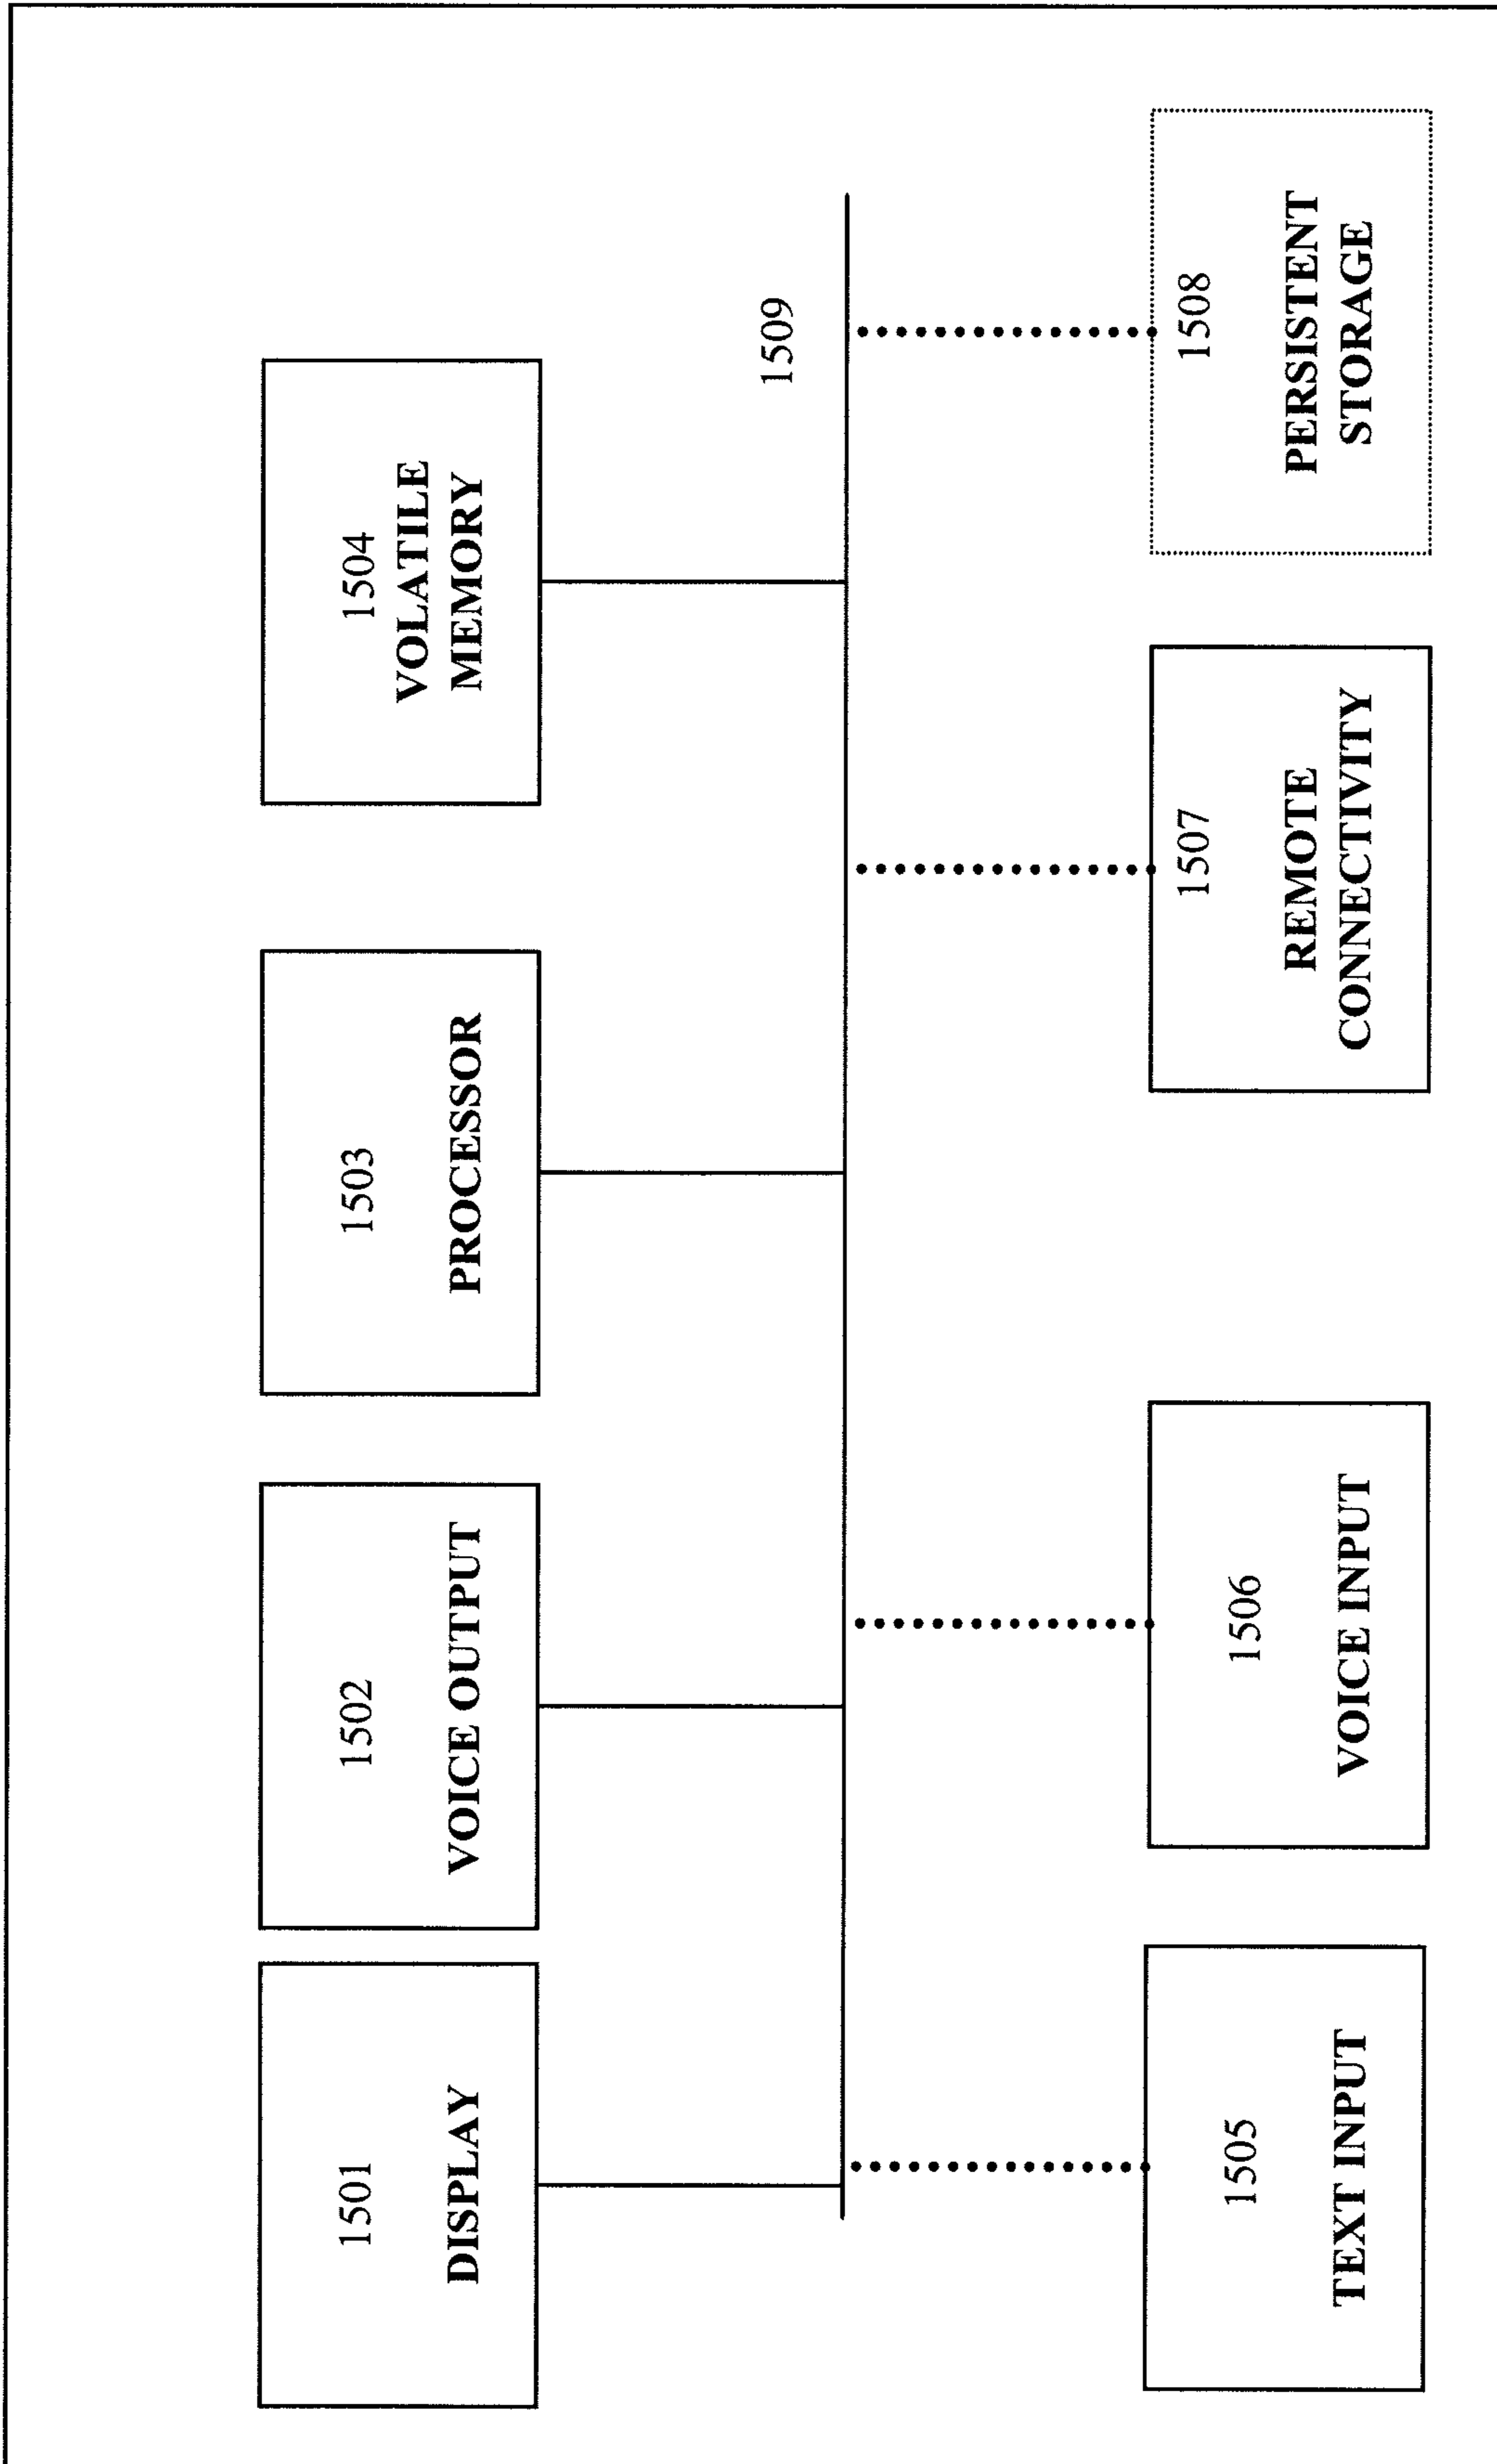 1501
DISPLAY
1502
VOICE OUTPUT
1503
PROCESSOR
1504
VOLATILE
MEMORY
1509
1505
TEXT INPUT
1506
VOICE INPUT
1507
REMOTE
CONNECTIVITY
1508
PERSISTENT
STORAGE